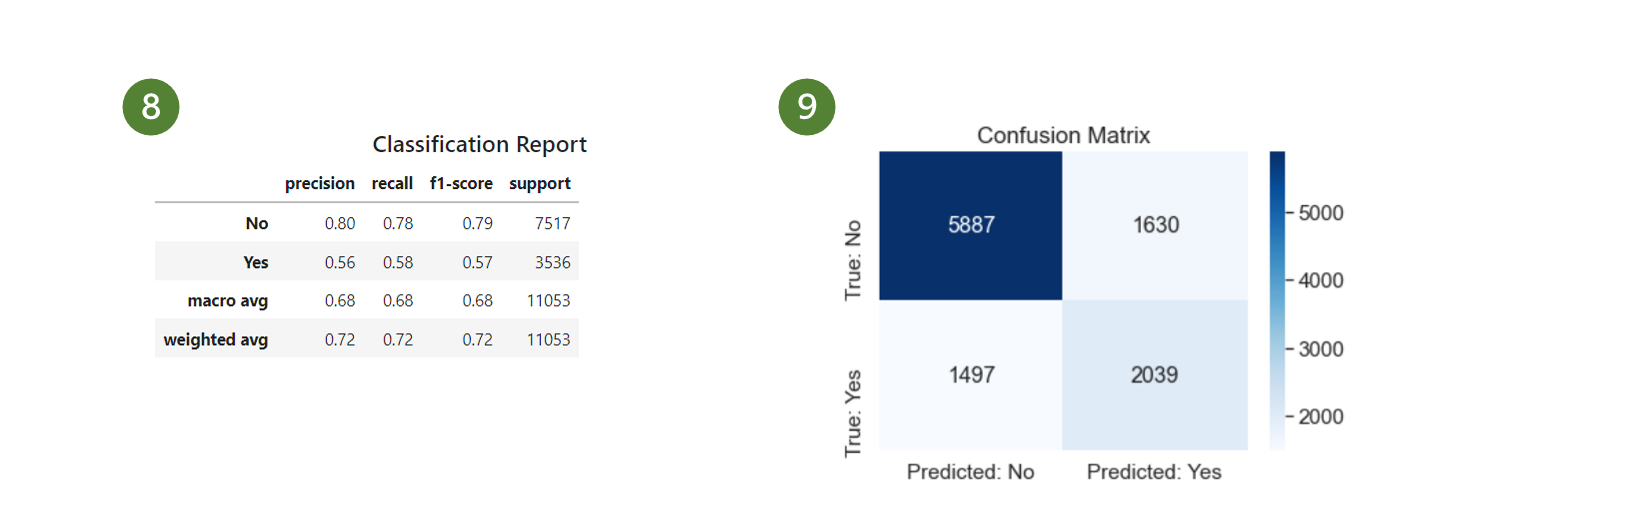 8
Classification Report
precision recall f1-score support
No 0.80 0.78 0.79 7517
Yes 0.56 0.58 0.57 3536
macro avg 0.68 0.68 0.68 11053
weighted avg 0.72 0.72 0.72 11053
9
Confusion Matrix
True: No
5887 1630
True: Yes
1497 2039
Predicted: No Predicted: Yes
5000
4000
3000
2000